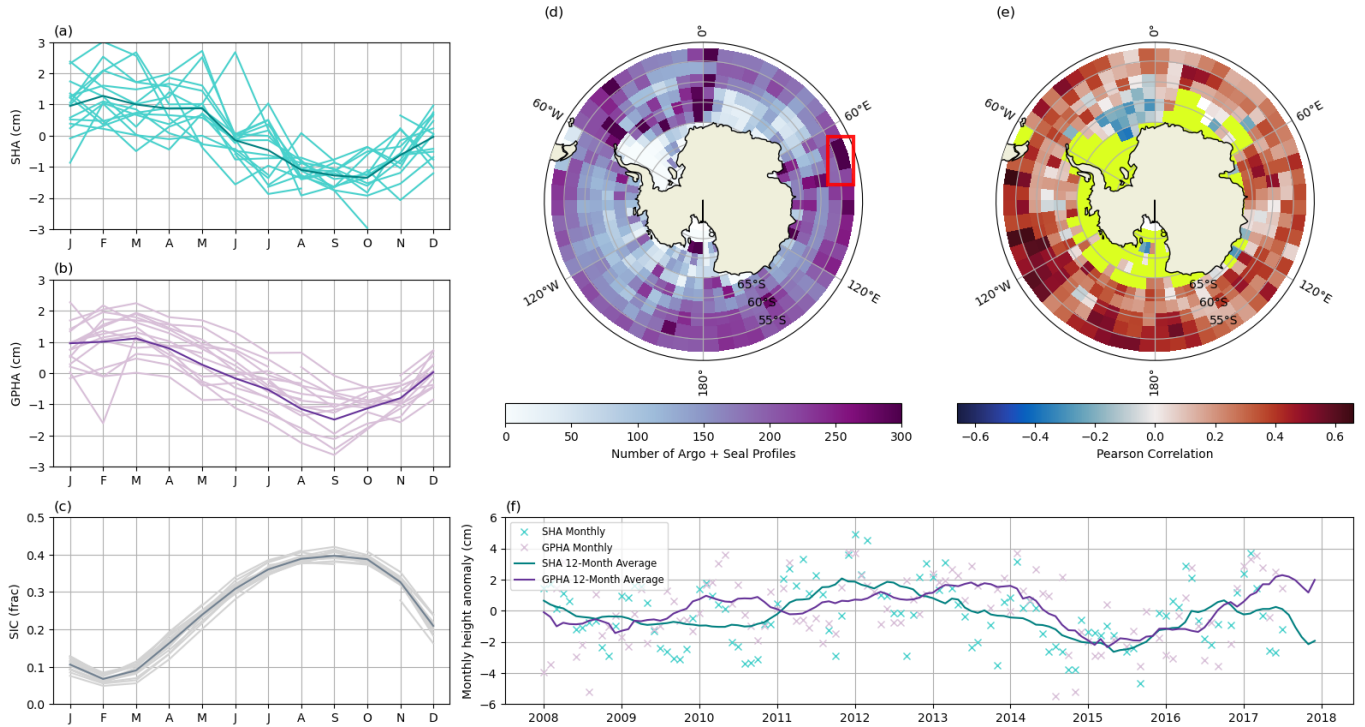 (a)
3
2
1
0
−1
−2
−3
SHA (cm)
J F M A M J J A S O N D
(b)
3
2
1
0
−1
−2
−3
GPHA (cm)
J F M A M J J A S O N D
(c)
0.5
0.4
0.3
0.2
0.1
0.0
SIC (frac)
J F M A M J J A S O N D
(d)
0°
60°W
60°E
120°W
120°E
180°
65°S
60°S
55°S
0 50 100 150 200 250 300
Number of Argo + Seal Profiles
(e)
0°
60°W
60°E
120°W
120°E
180°
65°S
60°S
55°S
−0.6 −0.4 −0.2 0.0 0.2 0.4 0.6
Pearson Correlation
(f)
6
4
2
0
−2
−4
−6
Monthly height anomaly (cm)
SHA Monthly
GPHA Monthly
SHA 12-Month Average
GPHA 12-Month Average
2008 2009 2010 2011 2012 2013 2014 2015 2016 2017 2018